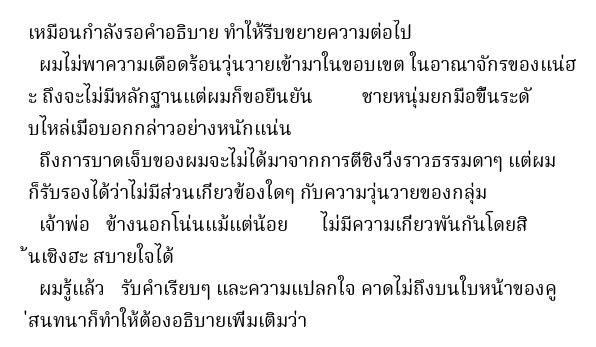 เหมือนกำลังรอคำอธิบาย ทำให้รีบขยายความต่อไป
ผมไม่พาความเดือดร้อนวุ่นวายเข้ามาในขอบเขต ในอาณาจักรของแน่ฮ
ะ ถึงจะไม่มีหลักฐานแต่ผมก็ขอยืนยัน ชายหนุ่มยกมือขึ้นระดั
บไหล่เมื่อบอกกล่าวอย่างหนักแน่น
ถึงการบาดเจ็บของผมจะไม่ได้มาจากการตีชิงวิ่งราวธรรมดาๆ แต่ผม
ก็รับรองได้ว่าไม่มีส่วนเกี่ยวข้องใดๆ กับความวุ่นวายของกลุ่ม
เจ้าพ่อ ข้างนอกโน่นแม้แต่น้อย ไม่มีความเกี่ยวพันกันโดยสิ
้นเชิงฮะ สบายใจได้
ผมรู้แล้ว รับคำเรียบๆ และความแปลกใจ คาดไม่ถึงบนใบหน้าของคู
่สนทนาก็ทำให้ต้องอธิบายเพิ่มเติมว่า